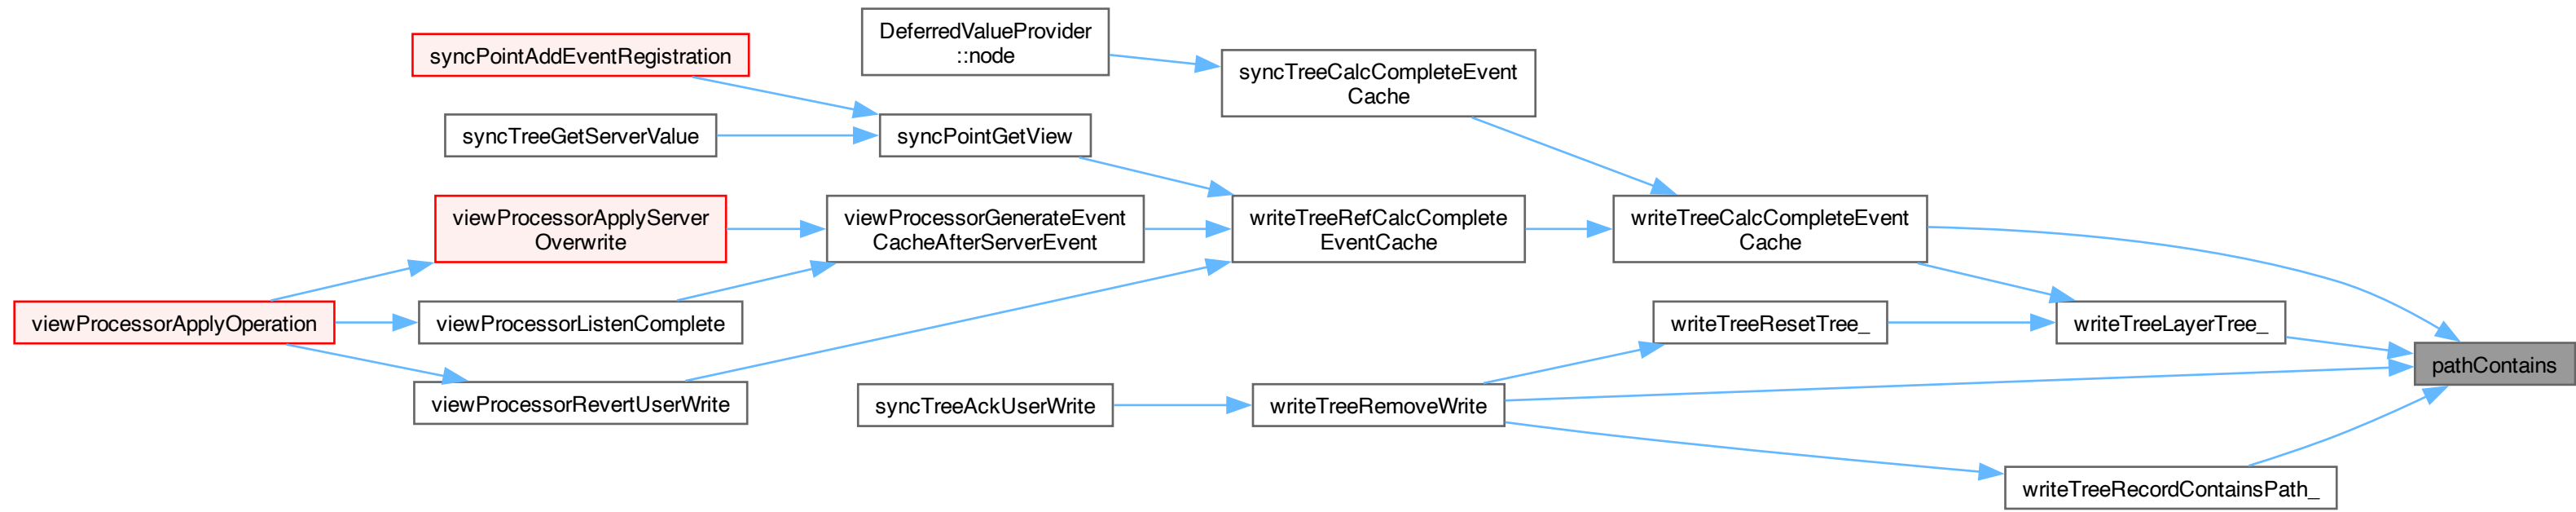 DeferredValueProvider
::node
syncPointAddEventRegistration
syncTreeCalcCompleteEvent
Cache
syncTreeGetServerValue
syncPointGetView
viewProcessorApplyServer
Overwrite
viewProcessorGenerateEvent
CacheAfterServerEvent
writeTreeRefCalcComplete
EventCache
writeTreeCalcCompleteEvent
Cache
viewProcessorApplyOperation
viewProcessorListenComplete
writeTreeResetTree_
writeTreeLayerTree_
pathContains
viewProcessorRevertUserWrite
syncTreeAckUserWrite
writeTreeRemoveWrite
writeTreeRecordContainsPath_